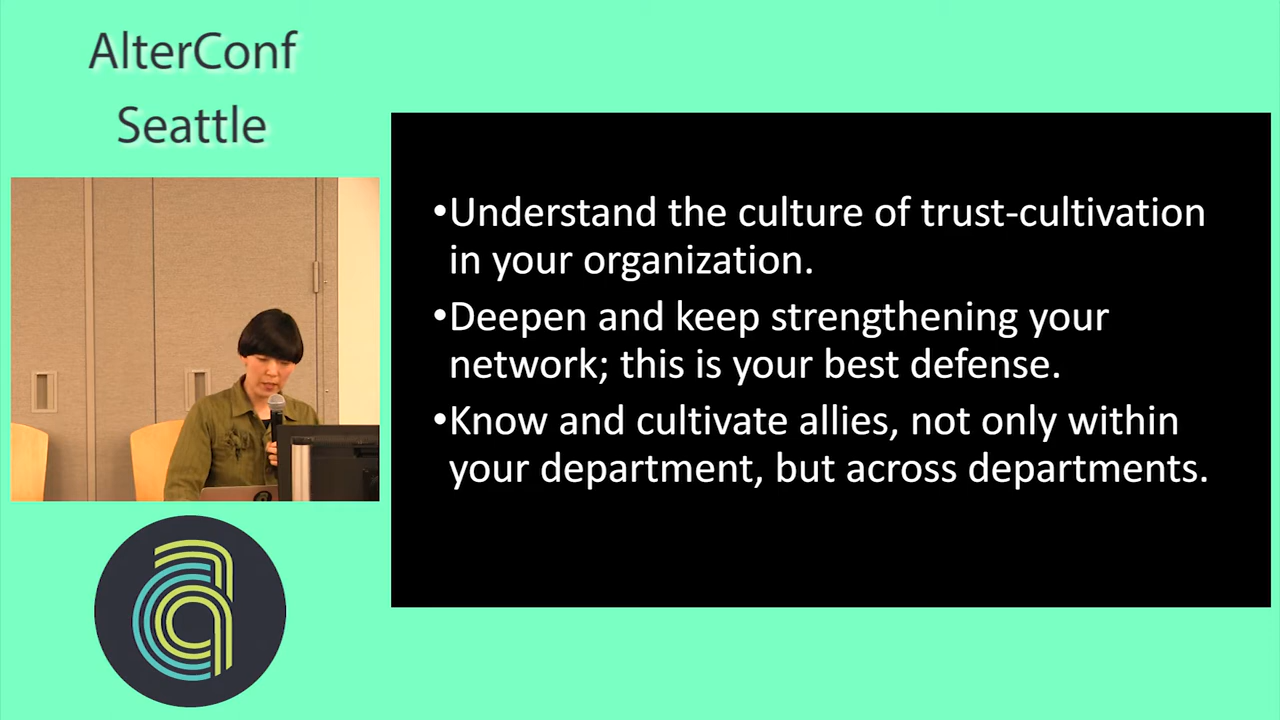 AlterConf
Seattle
•Understand the culture of trust-cultivation
in your organization.
•Deepen and keep strengthening your
network; this is your best defense.
•Know and cultivate allies, not only within
your department, but across departments.